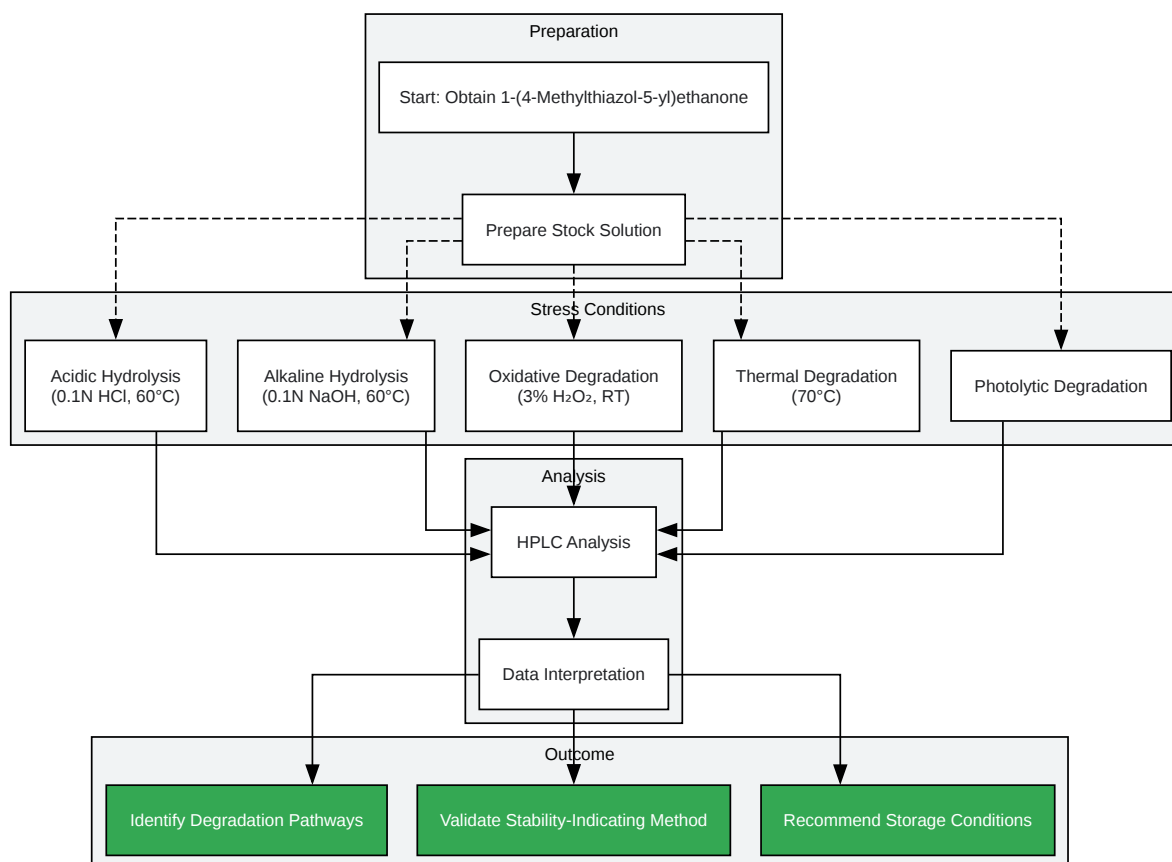 Preparation
Start: Obtain 1-(4-Methylthiazol-5-yl)ethanone
Prepare Stock Solution
Stress Conditions
Acidic Hydrolysis
(0.1N HCl, 60°C)
Alkaline Hydrolysis
(0.1N NaOH, 60°C)
Oxidative Degradation
(3% H₂O₂, RT)
Thermal Degradation
(70°C)
Photolytic Degradation
Analysis
HPLC Analysis
Data Interpretation
Outcome
Identify Degradation Pathways
Validate Stability-Indicating Method
Recommend Storage Conditions